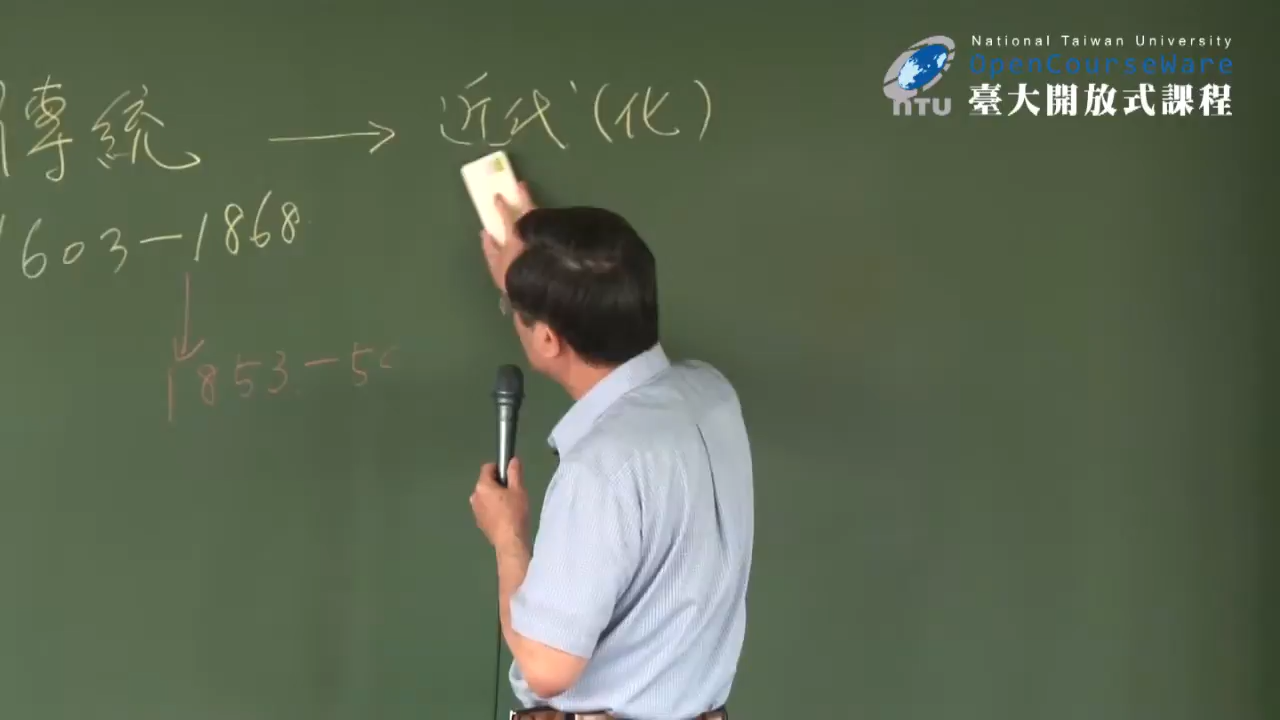 National Taiwan University
OpenCourseWare
NTU 臺大開放式課程
傳統 → 近代(化)
1603-1868
1853-5